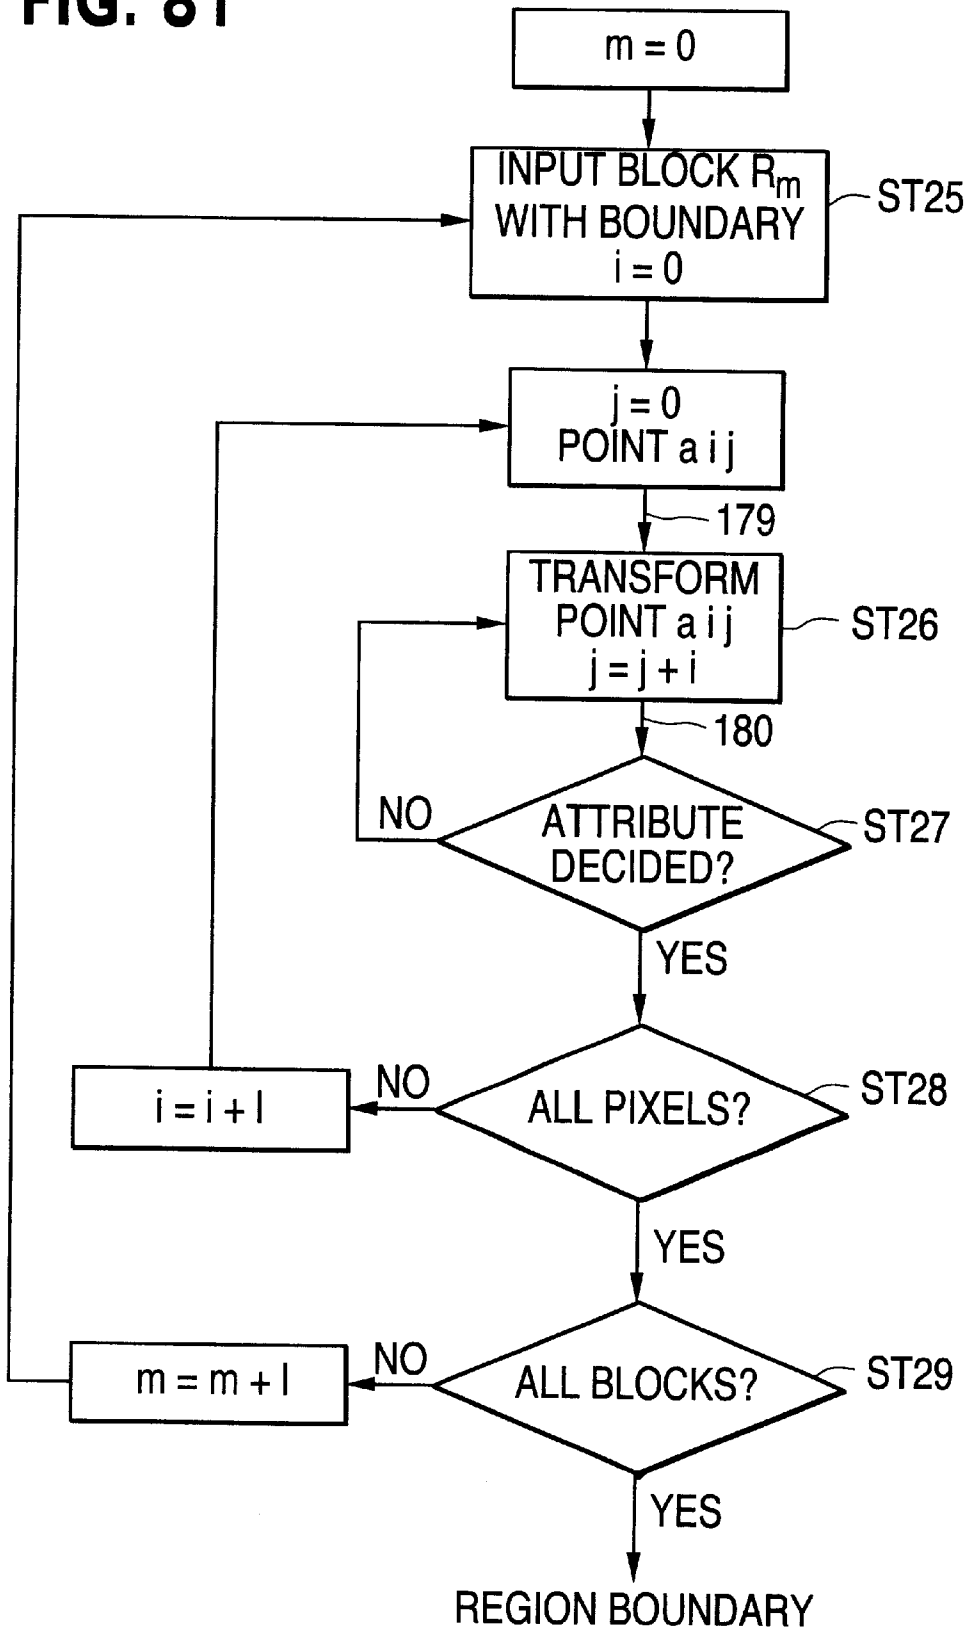 FIG. 81
m = 0
INPUT BLOCK Rm
WITH BOUNDARY
i = 0
ST25
j = 0
POINT a i j
179
TRANSFORM
POINT a i j
j = j + i
ST26
180
NO
ATTRIBUTE
DECIDED?
ST27
YES
i = i + I
NO
ALL PIXELS?
ST28
YES
m = m + I
NO
ALL BLOCKS?
ST29
YES
REGION BOUNDARY